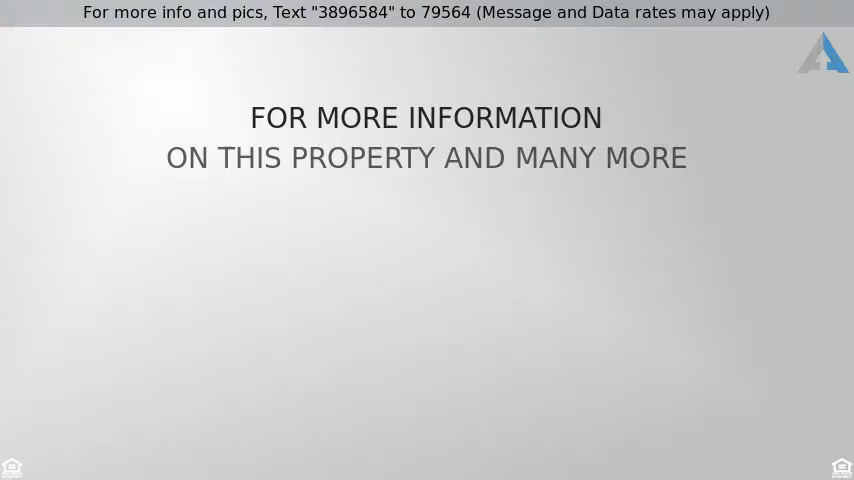 For more info and pics, Text "3896584" to 79564 (Message and Data rates may apply)
FOR MORE INFORMATION
ON THIS PROPERTY AND MANY MORE